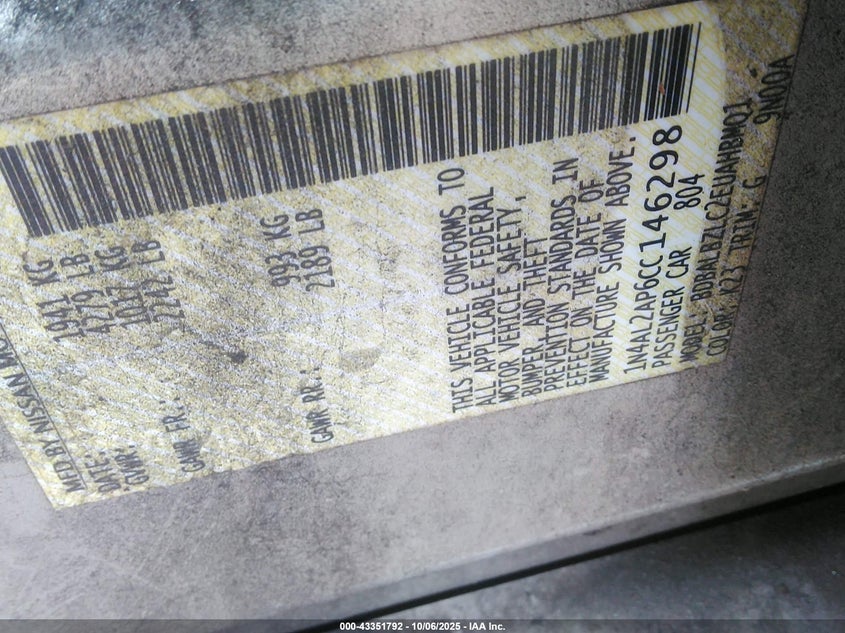 MFD BY NISSAN
DATE:
GVWR: 1941 KG
4279 LB
GAWR FR.: 1017 KG
2242 LB
GAWR RR.: 993 KG
2189 LB
THIS VEHICLE CONFORMS TO
ALL APPLICABLE FEDERAL
MOTOR VEHICLE SAFETY,
BUMPER, AND THEFT
PREVENTION STANDARDS IN
EFFECT ON THE DATE OF
MANUFACTURE SHOWN ABOVE.
1N4AL2AP6CC146298
PASSENGER CAR 804
MODEL: BDBALBZLC2EUAHBMQ1
COLOR: K23 TRIM: G 9N00A
000-43351792 - 10/06/2025 - IAA Inc.